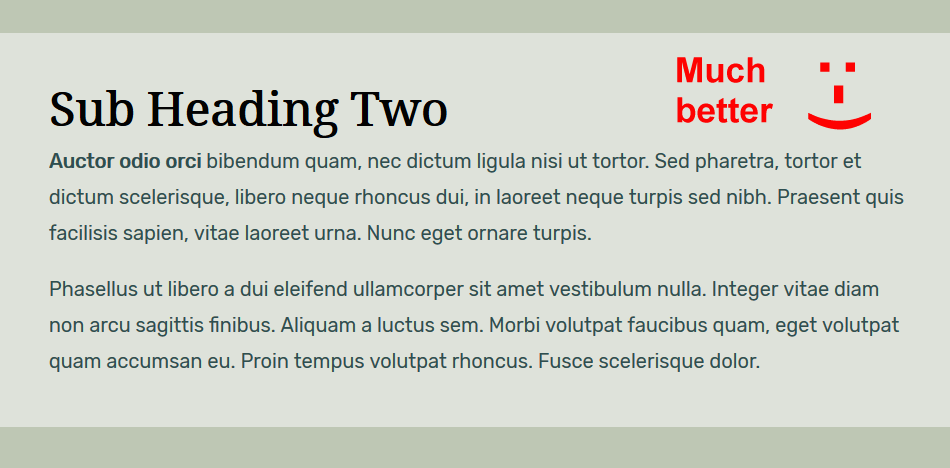 Much
better
Sub Heading Two
Auctor odio orci bibendum quam, nec dictum ligula nisi ut tortor. Sed pharetra, tortor et
dictum scelerisque, libero neque rhoncus dui, in laoreet neque turpis sed nibh. Praesent quis
facilisis sapien, vitae laoreet urna. Nunc eget ornare turpis.
Phasellus ut libero a dui eleifend ullamcorper sit amet vestibulum nulla. Integer vitae diam
non arcu sagittis finibus. Aliquam a luctus sem. Morbi volutpat faucibus quam, eget volutpat
quam accumsan eu. Proin tempus volutpat rhoncus. Fusce scelerisque dolor.